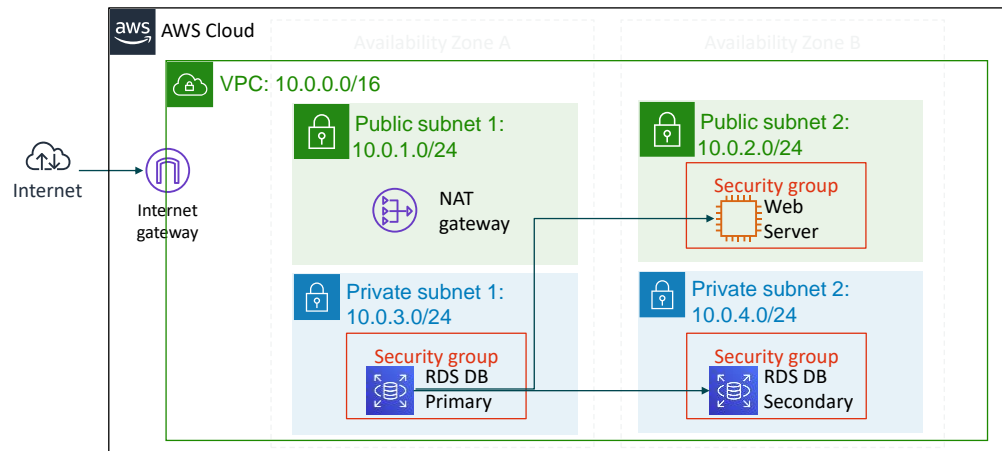 aws
AWS Cloud
Availability Zone A
Availability Zone B
VPC: 10.0.0.0/16
Public subnet 1:
10.0.1.0/24
Public subnet 2:
10.0.2.0/24
Internet
Internet
gateway
NAT
gateway
Security group
Web
Server
Private subnet 1:
10.0.3.0/24
Private subnet 2:
10.0.4.0/24
Security group
RDS DB
Primary
Security group
RDS DB
Secondary